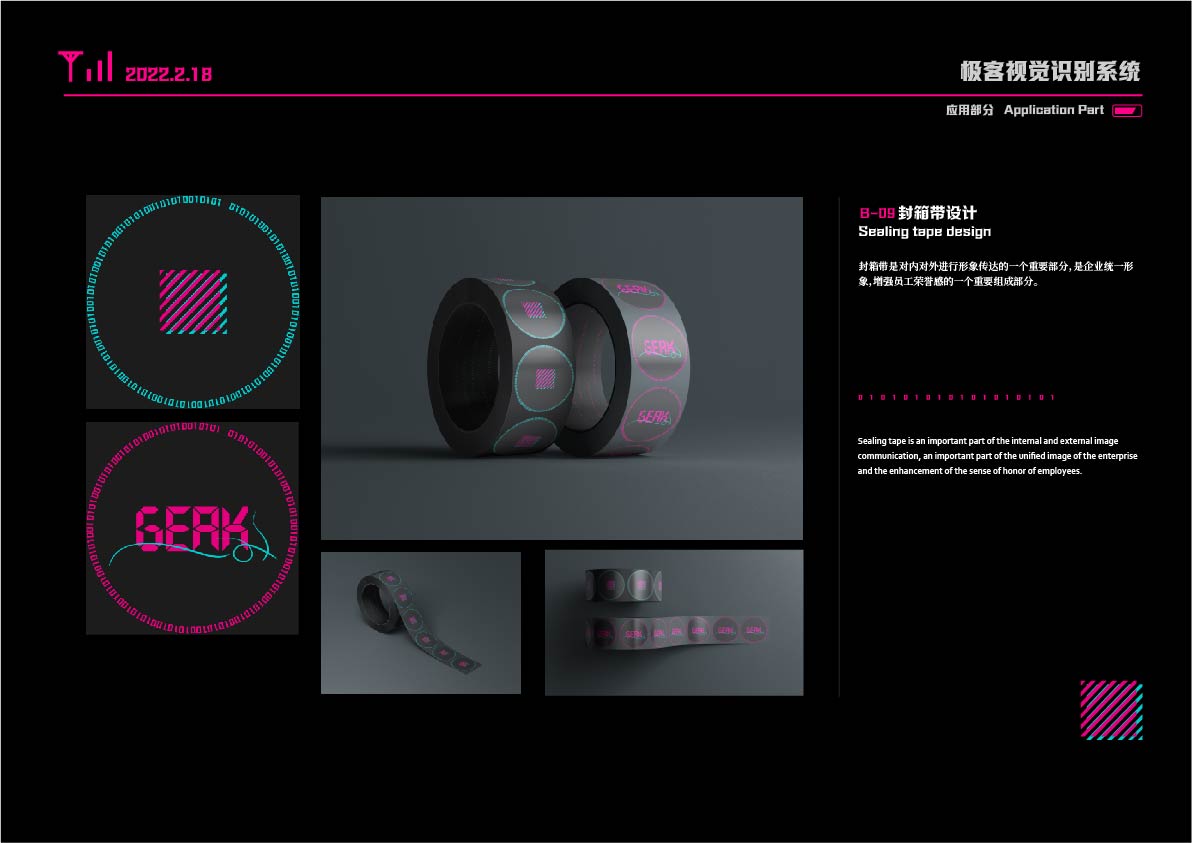 2022.2.18
极客视觉识别系统
应用部分 Application Part
B-09 封箱带设计
Sealing tape design
封箱带是对内对外进行形象传达的一个重要部分，是企业统一形
象，增强员工荣誉感的一个重要组成部分。
GEAK
GEAK
GEAK
GEAK
0 1 0 1 0 1 0 1 0 1 0 1 0 1 0 1 0 1
Sealing tape is an important part of the internal and external image
communication, an important part of the unified image of the enterprise
and the enhancement of the sense of honor of employees.